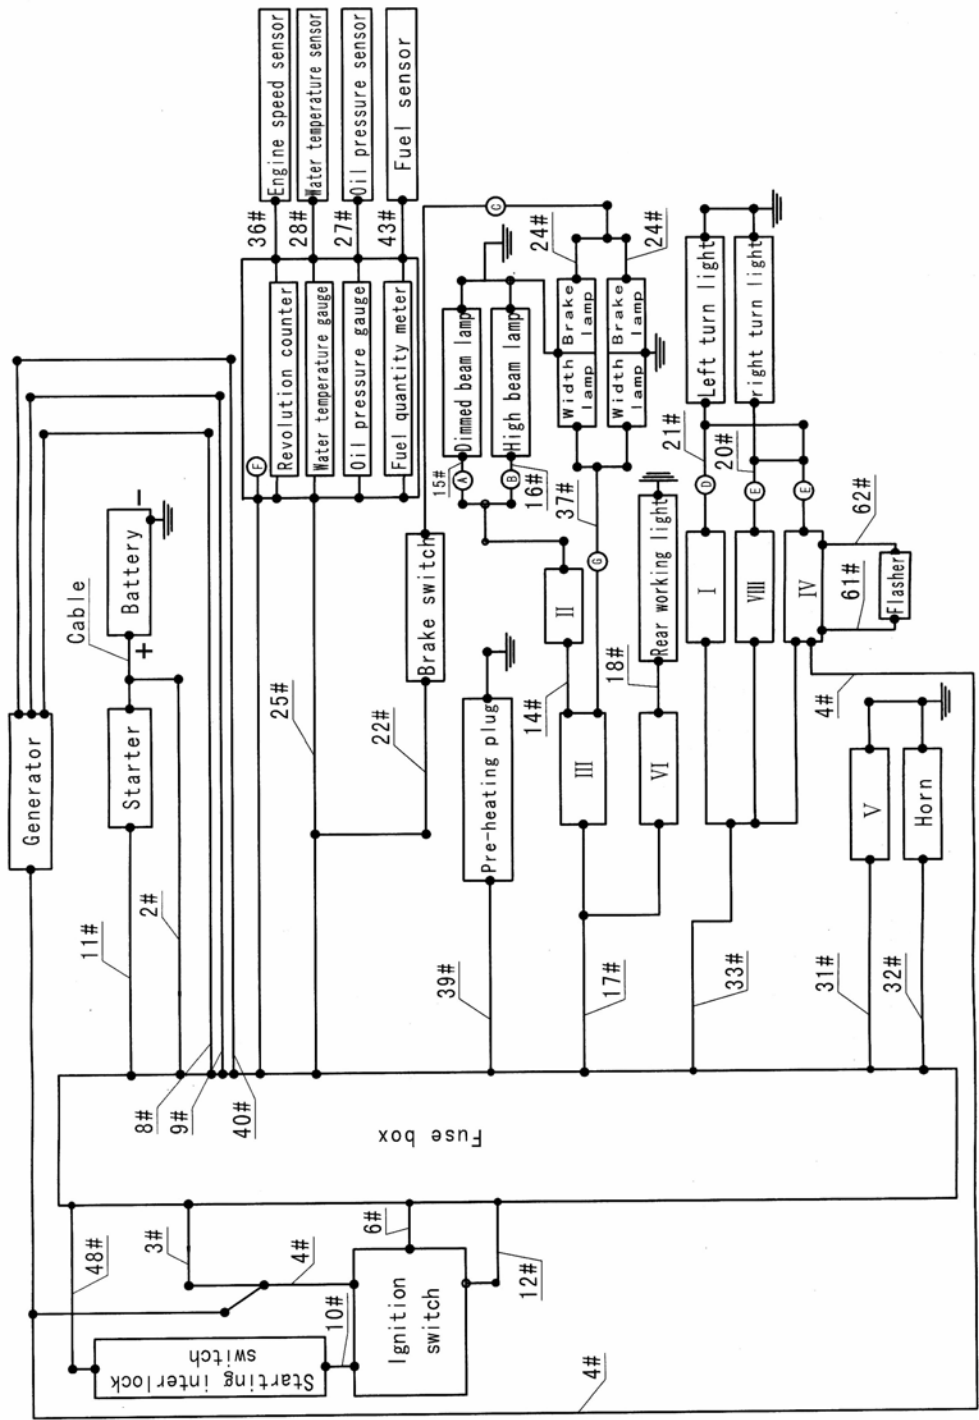 Engine speed sensor
Water temperature sensor
Oil pressure sensor
Fuel sensor
36#
28#
27#
43#
F
Revolution counter
Water temperature gauge
Oil pressure gauge
Fuel quantity meter
C
24#
24#
Dimmed beam lamp
High beam lamp
Width lamp
Brake lamp
Width lamp
Brake lamp
Left turn light
right turn light
15#
A
B
16#
37#
G
21#
20#
D
E
E
−
Battery
+
Cable
Generator
Starter
25#
Brake switch
22#
II
14#
III
Rear working light
18#
VI
I
VIII
IV
62#
61#
Flasher
4#
Pre-heating plug
V
Horn
11#
2#
39#
17#
33#
31#
32#
8#
9#
40#
Fuse box
48#
3#
4#
6#
12#
10#
Ignition
switch
Starting interlock
switch
4#